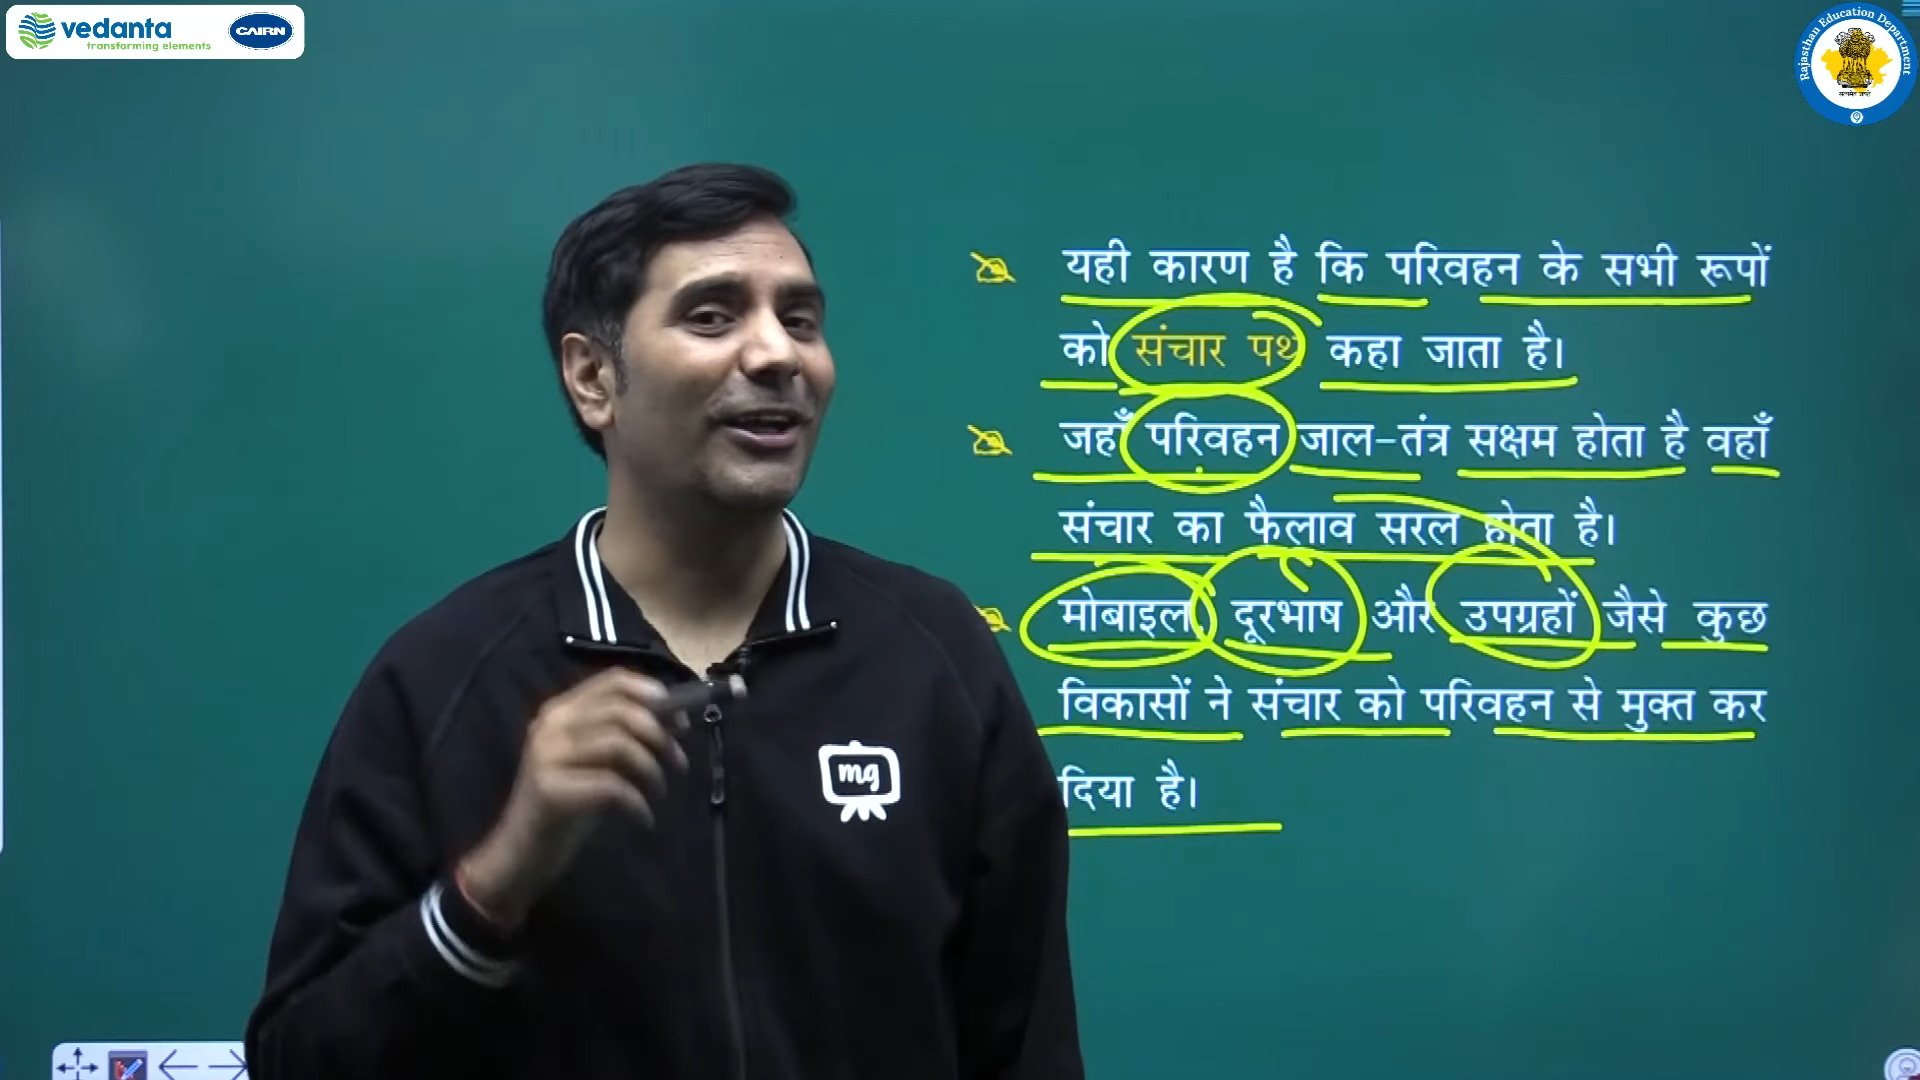 vedanta
transforming elements
CAIRN
Rajasthan Education Department
यही कारण है कि परिवहन के सभी रूपों
को संचार पथ कहा जाता है।
जहाँ परिवहन जाल-तंत्र सक्षम होता है वहाँ
संचार का फैलाव सरल होता है।
मोबाइल, दूरभाष और उपग्रहों जैसे कुछ
विकासों ने संचार को परिवहन से मुक्त कर
दिया है।
mg